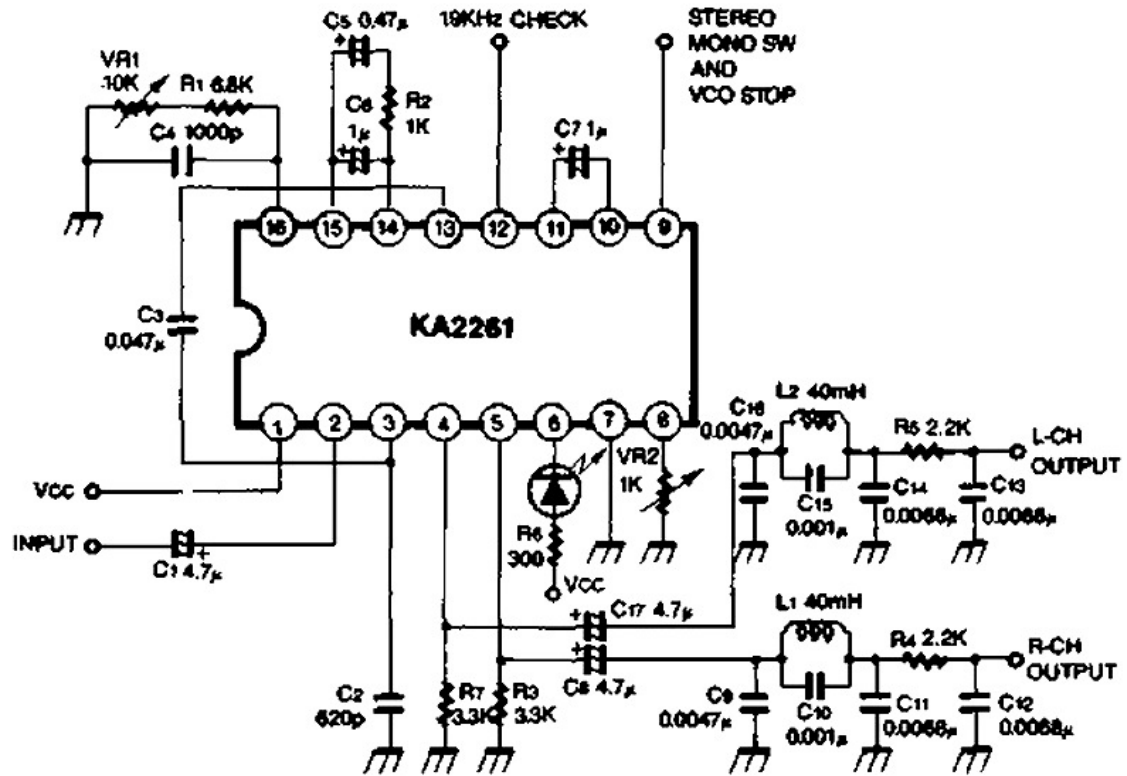 C5 0.47µ
19KHz CHECK
STEREO
MONO SW
AND
VCO STOP
VR1
10K
R1 6.8K
C4 1000p
C6
1µ
R2
1K
C7 1µ
16
15
14
13
12
11
10
9
C3
0.047µ
KA2261
1
2
3
4
5
6
7
8
VCC
INPUT
C1 4.7µ
VR2
1K
R6
300
VCC
C16
0.0047µ
L2 40mH
C15
0.001µ
R5 2.2K
C14
0.0068µ
C13
0.0068µ
L-CH
OUTPUT
C17 4.7µ
C8 4.7µ
C2
620p
R7
3.3K
R3
3.3K
C9
0.0047µ
L1 40mH
C10
0.001µ
R4 2.2K
C11
0.0068µ
C12
0.0068µ
R-CH
OUTPUT